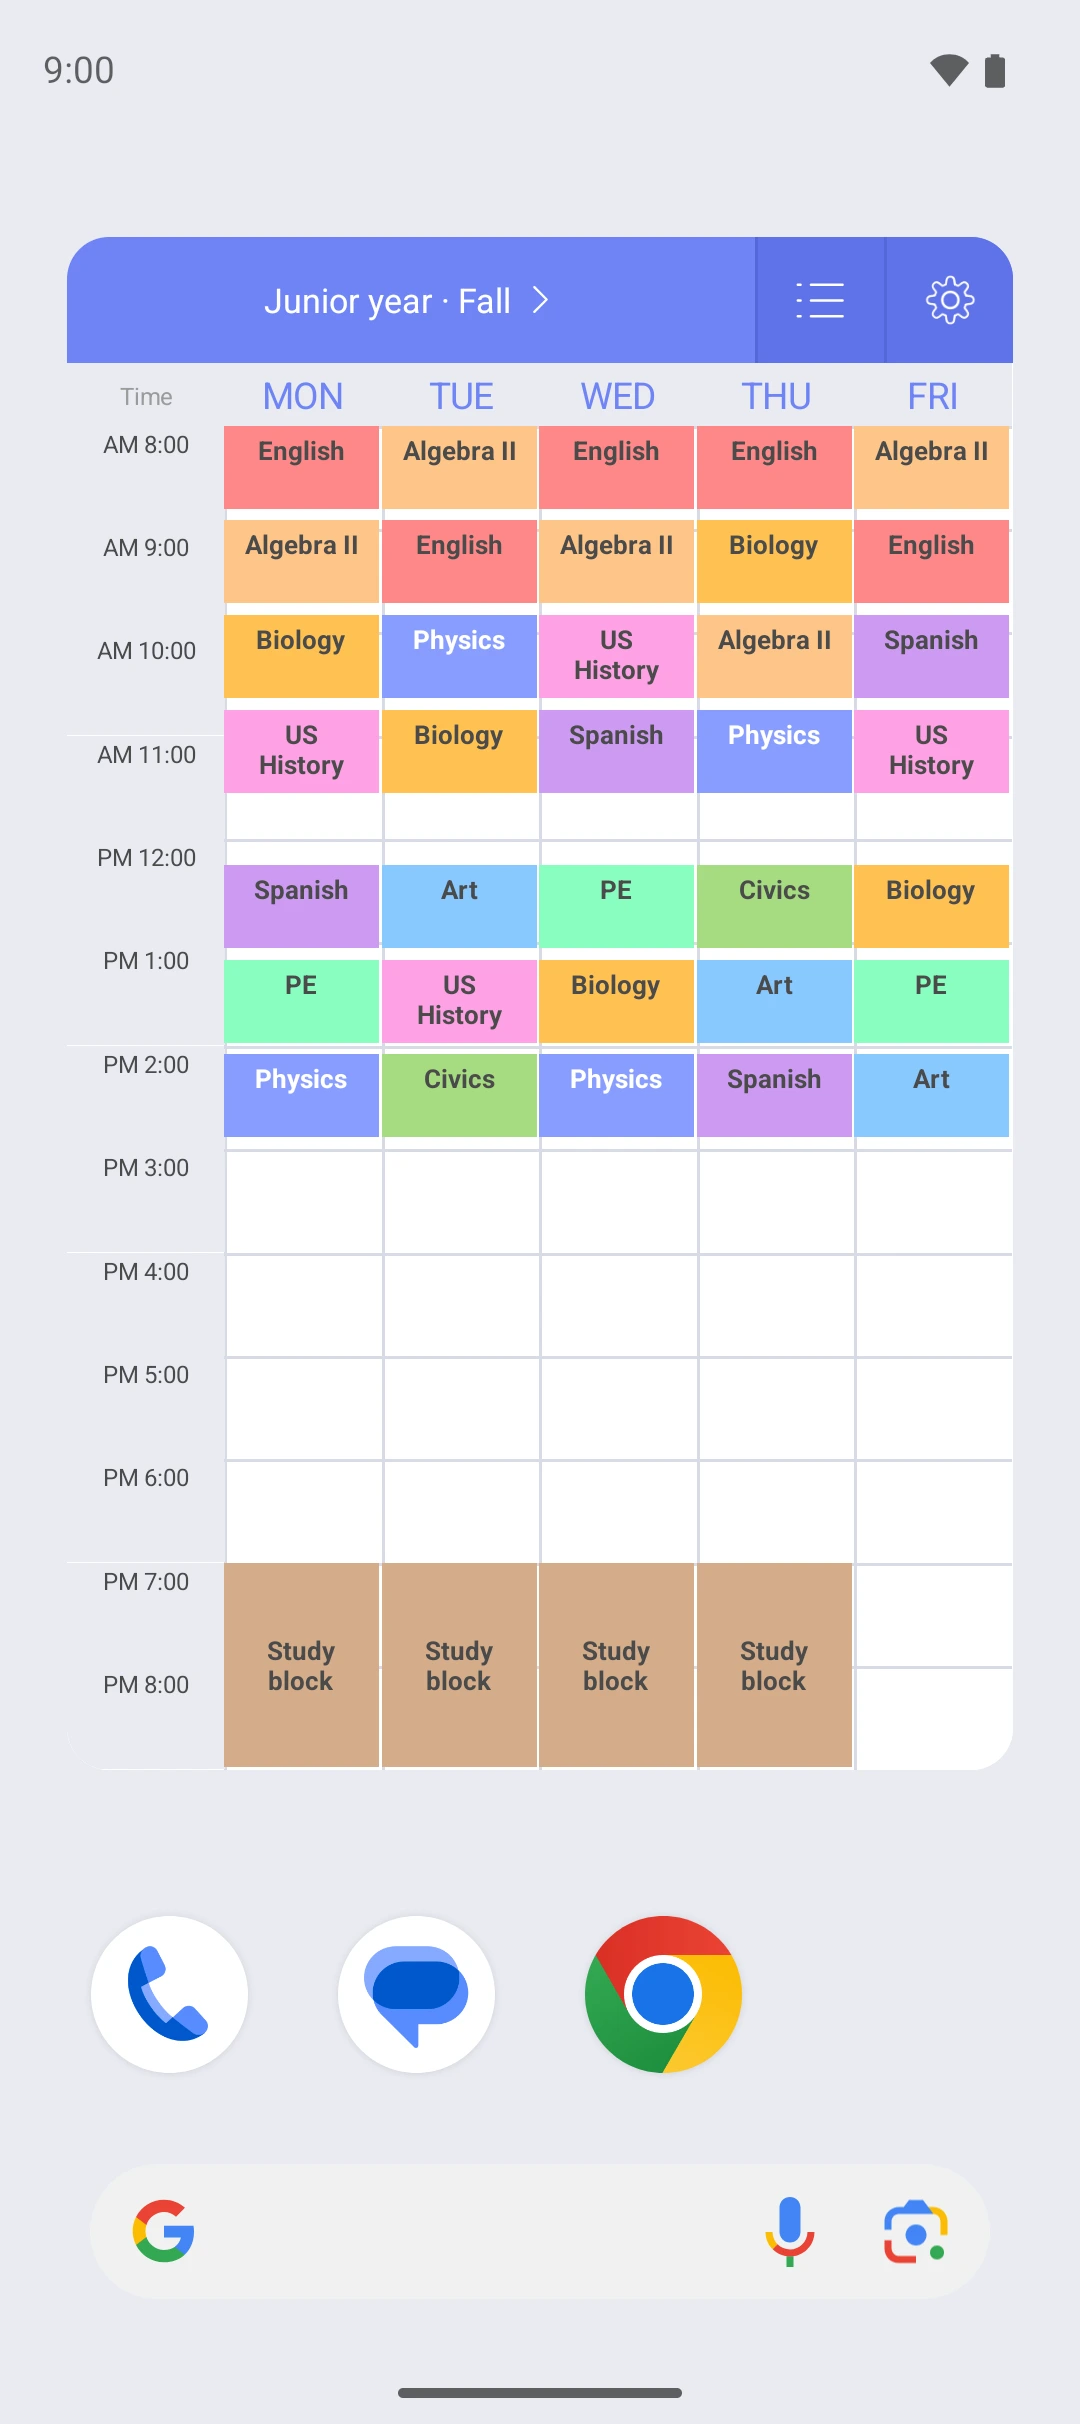 9:00
Junior year · Fall
Time MON TUE WED THU FRI
AM 8:00
English Algebra II English English Algebra II
AM 9:00
Algebra II English Algebra II Biology English
AM 10:00
Biology Physics US History Algebra II Spanish
AM 11:00
US History Biology Spanish Physics US History
PM 12:00
Spanish Art PE Civics Biology
PM 1:00
PE US History Biology Art PE
PM 2:00
Physics Civics Physics Spanish Art
PM 3:00
PM 4:00
PM 5:00
PM 6:00
PM 7:00
Study block Study block Study block Study block
PM 8:00